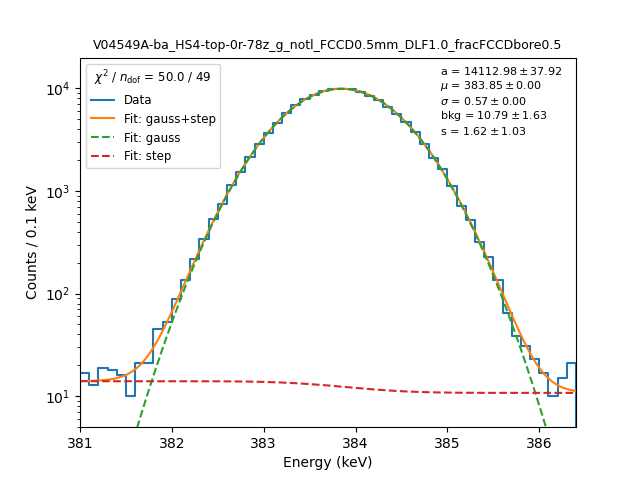 V04549A-ba_HS4-top-0r-78z_g_notl_FCCD0.5mm_DLF1.0_fracFCCDbore0.5
χ² / n_dof = 50.0 / 49
Data
Fit: gauss+step
Fit: gauss
Fit: step
a = 14112.98 ± 37.92
μ = 383.85 ± 0.00
σ = 0.57 ± 0.00
bkg = 10.79 ± 1.63
s = 1.62 ± 1.03
Counts / 0.1 keV
10⁴
10³
10²
10¹
381 382 383 384 385 386
Energy (keV)